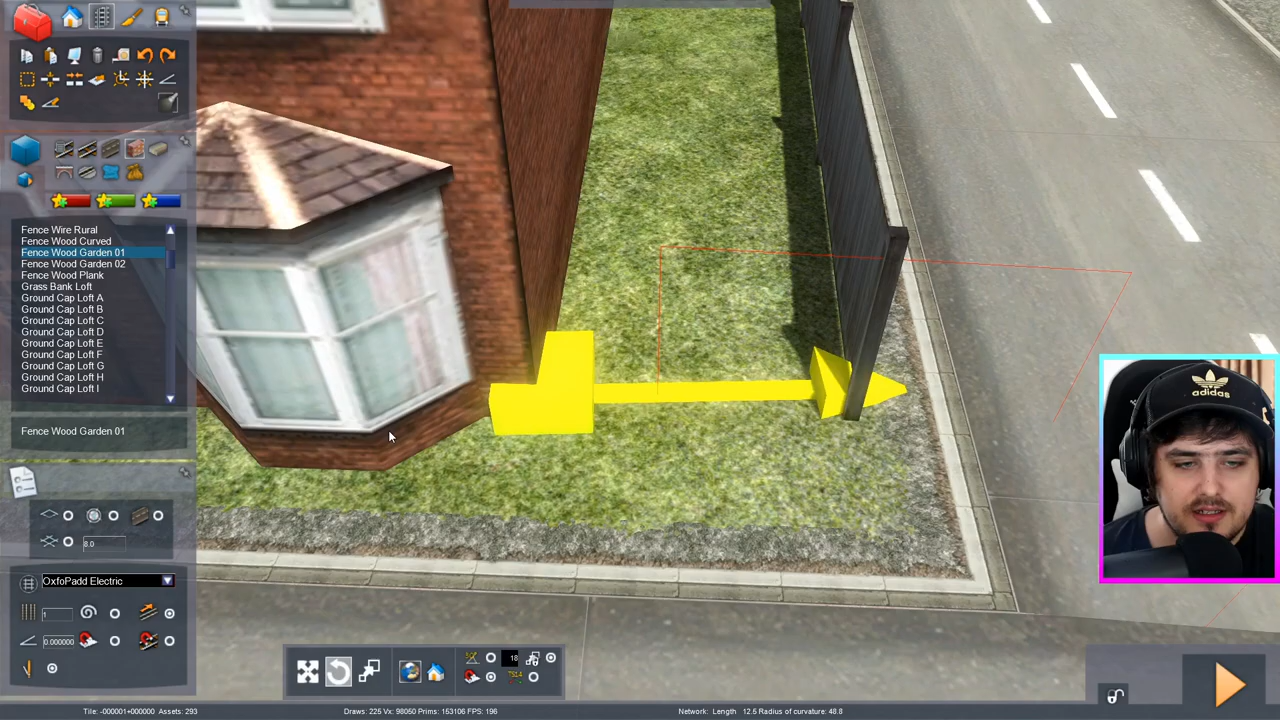 Fence Wire Rural
Fence Wood Curved
Fence Wood Garden 01
Fence Wood Garden 02
Fence Wood Plank
Grass Bank Loft
Ground Cap Loft A
Ground Cap Loft B
Ground Cap Loft C
Ground Cap Loft D
Ground Cap Loft E
Ground Cap Loft F
Ground Cap Loft G
Ground Cap Loft H
Ground Cap Loft I
Fence Wood Garden 01
8.0
OxfoPadd Electric
1
0.000000
18
adidas
Tile: -000001+000000 Assets: 293
Draws: 225 Vx: 98050 Prims: 153106 FPS: 196
Network: Length 12.5 Radius of curvature: 48.8